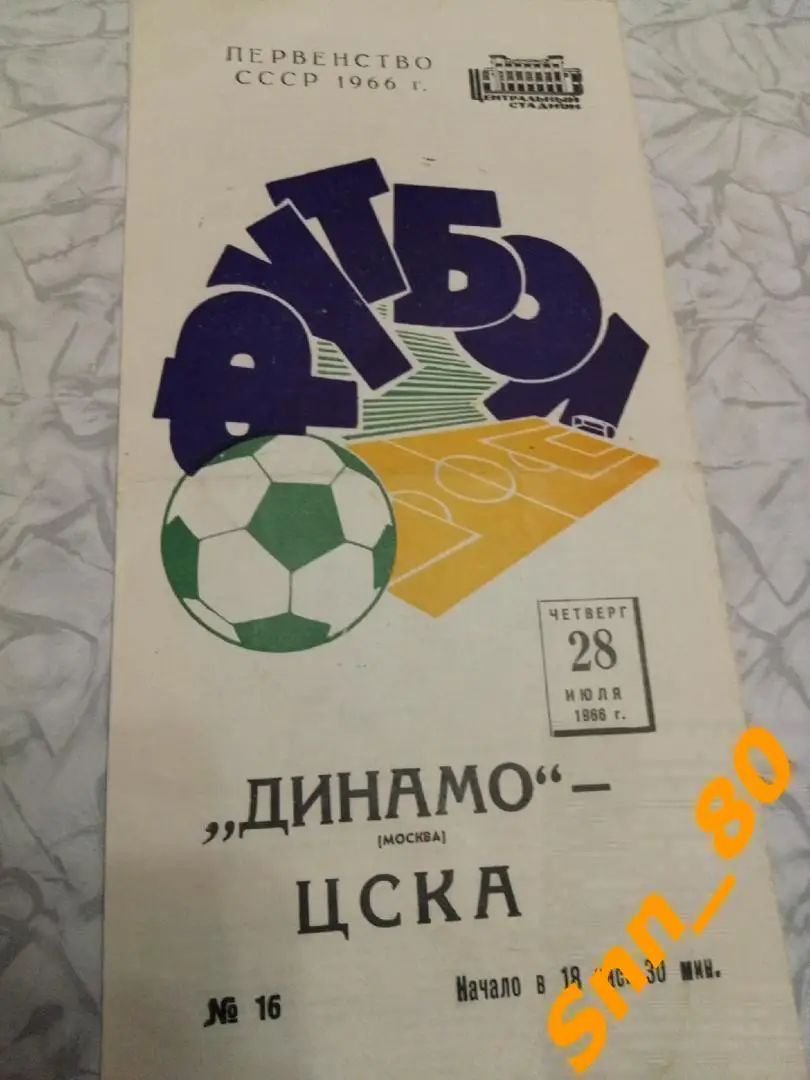 ПЕРВЕНСТВО
СССР 1966 г.
ЦЕНТРАЛЬНЫЙ
СТАДИОН
ФУТБОЛ
ЧЕТВЕРГ
28
ИЮЛЯ
1966 г.
„ДИНАМО“ –
[МОСКВА]
ЦСКА
№ 16
Начало в 18 час. 30 мин.
Snn_80